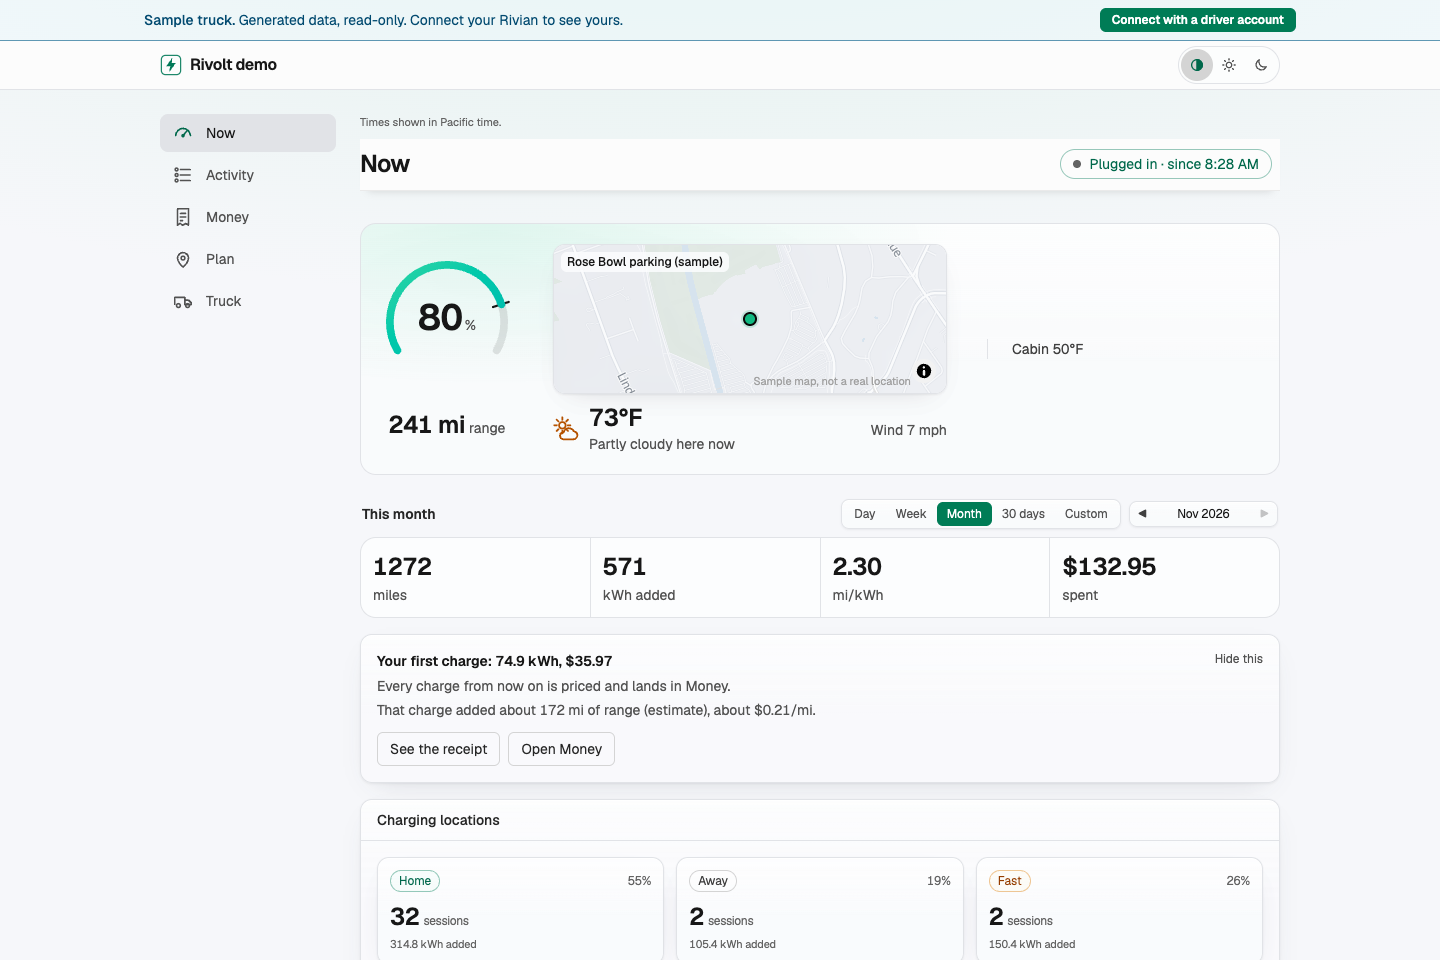 Sample truck. Generated data, read-only. Connect your Rivian to see yours.
Connect with a driver account
Rivolt demo
Now
Activity
Money
Plan
Truck
Times shown in Pacific time.
Now
Plugged in · since 8:28 AM
80%
241 mi range
Rose Bowl parking (sample)
ue
Lind
Sample map, not a real location
73°F
Partly cloudy here now
Wind 7 mph
Cabin 50°F
This month
Day Week Month 30 days Custom
◀ Nov 2026 ▶
1272
miles
571
kWh added
2.30
mi/kWh
$132.95
spent
Your first charge: 74.9 kWh, $35.97
Hide this
Every charge from now on is priced and lands in Money.
That charge added about 172 mi of range (estimate), about $0.21/mi.
See the receipt
Open Money
Charging locations
Home 55%
32 sessions
314.8 kWh added
Away 19%
2 sessions
105.4 kWh added
Fast 26%
2 sessions
150.4 kWh added